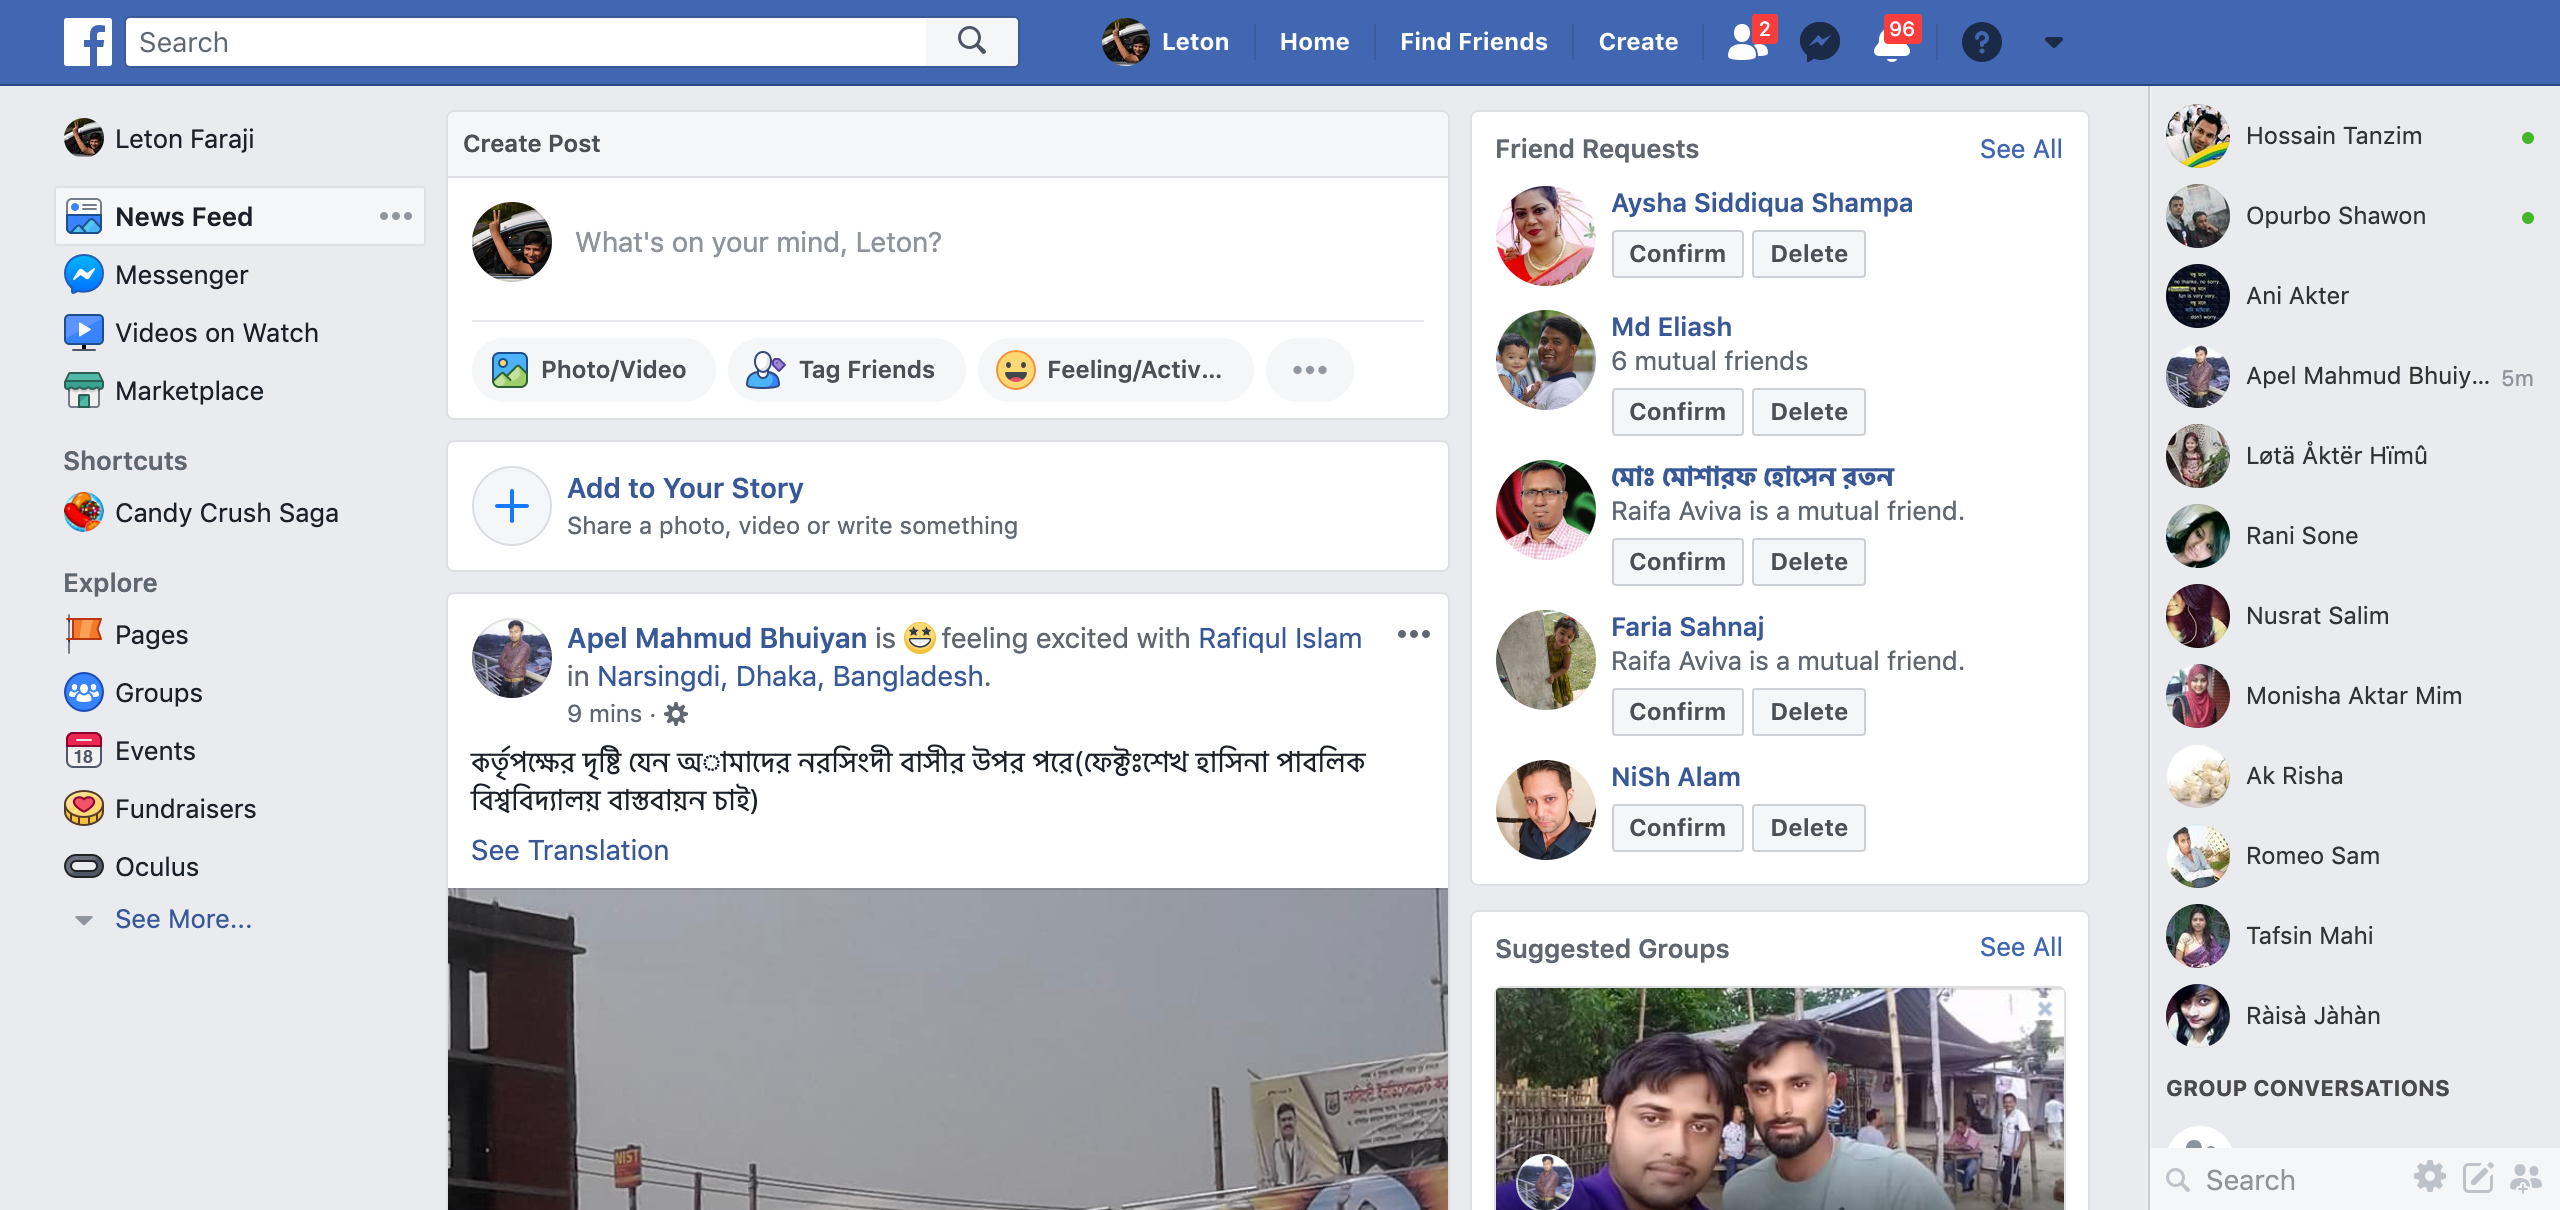 Search
Leton
Home
Find Friends
Create
2
96
Leton Faraji
News Feed
Messenger
Videos on Watch
Marketplace
Shortcuts
Candy Crush Saga
Explore
Pages
Groups
18
Events
Fundraisers
Oculus
See More...
Create Post
What's on your mind, Leton?
Photo/Video
Tag Friends
Feeling/Activ...
Add to Your Story
Share a photo, video or write something
Apel Mahmud Bhuiyan is feeling excited with Rafiqul Islam
in Narsingdi, Dhaka, Bangladesh.
9 mins ·
কর্তৃপক্ষের দৃষ্টি যেন অামাদের নরসিংদী বাসীর উপর পরে(ফেক্টঃশেখ হাসিনা পাবলিক
বিশ্ববিদ্যালয় বাস্তবায়ন চাই)
See Translation
NIST
Friend Requests
See All
Aysha Siddiqua Shampa
Confirm
Delete
Md Eliash
6 mutual friends
Confirm
Delete
মোঃ মোশারফ হোসেন রতন
Raifa Aviva is a mutual friend.
Confirm
Delete
Faria Sahnaj
Raifa Aviva is a mutual friend.
Confirm
Delete
NiSh Alam
Confirm
Delete
Suggested Groups
See All
Hossain Tanzim
Opurbo Shawon
Ani Akter
Apel Mahmud Bhuiy... 5m
Løtä Åktër Hïmû
Rani Sone
Nusrat Salim
Monisha Aktar Mim
Ak Risha
Romeo Sam
Tafsin Mahi
Ràisà Jàhàn
GROUP CONVERSATIONS
Search